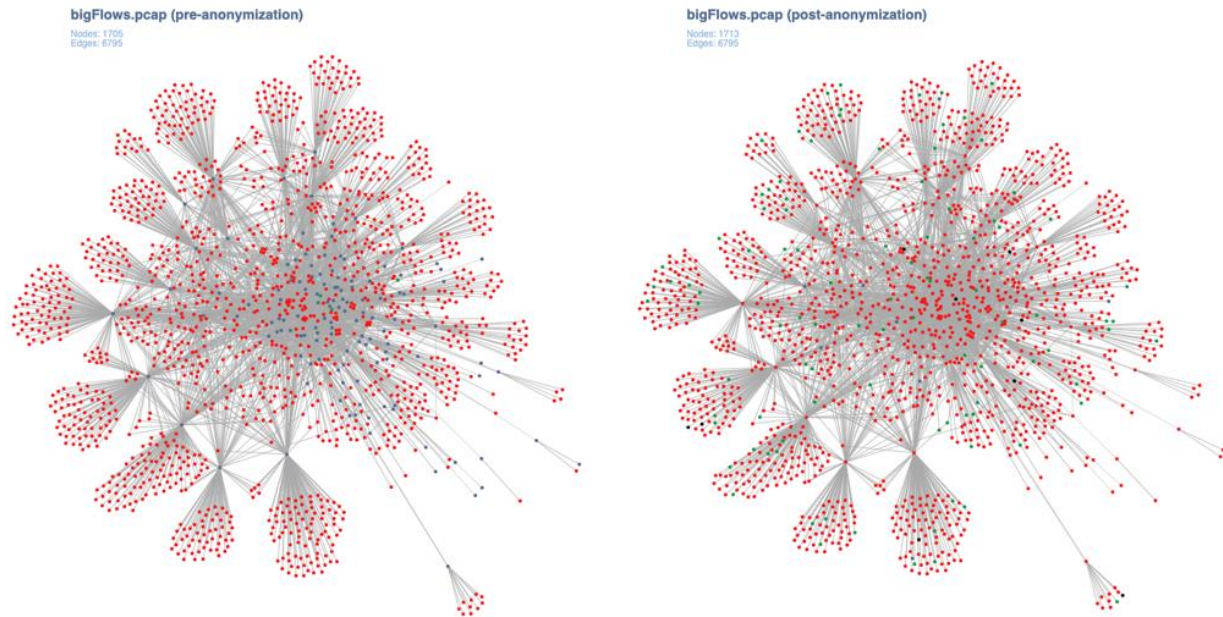 bigFlows.pcap (pre-anonymization)
Nodes: 1705
Edges: 6795
bigFlows.pcap (post-anonymization)
Nodes: 1713
Edges: 6795